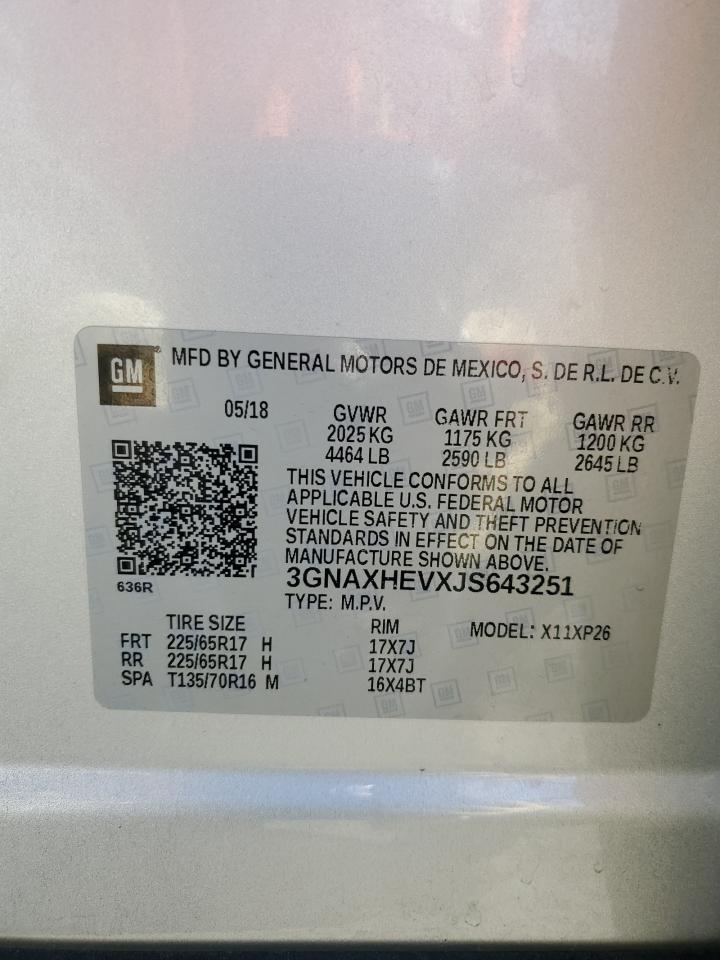 GM MFD BY GENERAL MOTORS DE MEXICO, S. DE R.L. DE C.V.
05/18 GVWR GAWR FRT GAWR RR
2025 KG 1175 KG 1200 KG
4464 LB 2590 LB 2645 LB
THIS VEHICLE CONFORMS TO ALL
APPLICABLE U.S. FEDERAL MOTOR
VEHICLE SAFETY AND THEFT PREVENTION
STANDARDS IN EFFECT ON THE DATE OF
MANUFACTURE SHOWN ABOVE.
636R 3GNAXHEVXJS643251
TYPE: M.P.V.
TIRE SIZE RIM MODEL: X11XP26
FRT 225/65R17 H 17X7J
RR 225/65R17 H 17X7J
SPA T135/70R16 M 16X4BT